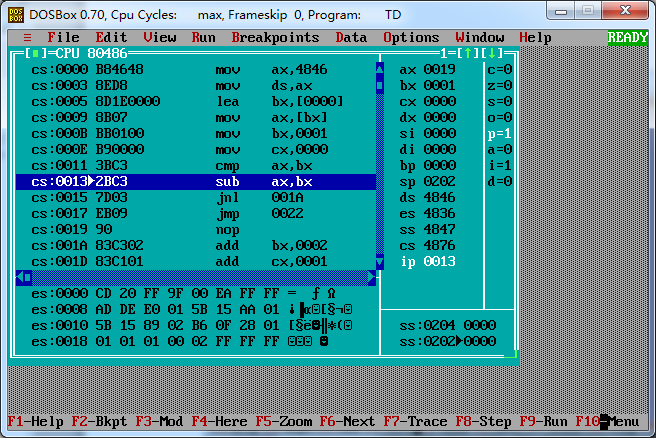 DOSBox 0.70, Cpu Cycles: max, Frameskip 0, Program: TD
≡ File Edit View Run Breakpoints Data Options Window Help READY
[■]=CPU 80486 1=[↑][↓]
cs:0000 B84648 mov ax,4846 ax 0019 c=0
cs:0003 8ED8 mov ds,ax bx 0001 z=0
cs:0005 8D1E0000 lea bx,[0000] cx 0000 s=0
cs:0009 8B07 mov ax,[bx] dx 0000 o=0
cs:000B BB0100 mov bx,0001 si 0000 p=1
cs:000E B90000 mov cx,0000 di 0000 a=0
cs:0011 3BC3 cmp ax,bx bp 0000 i=1
cs:0013►2BC3 sub ax,bx sp 0202 d=0
cs:0015 7D03 jnl 001A ds 4846
cs:0017 EB09 jmp 0022 es 4836
cs:0019 90 nop ss 4847
cs:001A 83C302 add bx,0002 cs 4876
cs:001D 83C101 add cx,0001 ip 0013
es:0000 CD 20 FF 9F 00 EA FF FF = ƒ Ω
es:0008 AD DE E0 01 5B 15 AA 01 ¡▐α☺[§¬☺
es:0010 5B 15 89 02 B6 0F 28 01 [§ë☻╢☼(☺ ss:0204 0000
es:0018 01 01 01 00 02 FF FF FF ☺☺☺ ☻ ss:0202►0000
F1-Help F2-Bkpt F3-Mod F4-Here F5-Zoom F6-Next F7-Trace F8-Step F9-Run F10-Menu